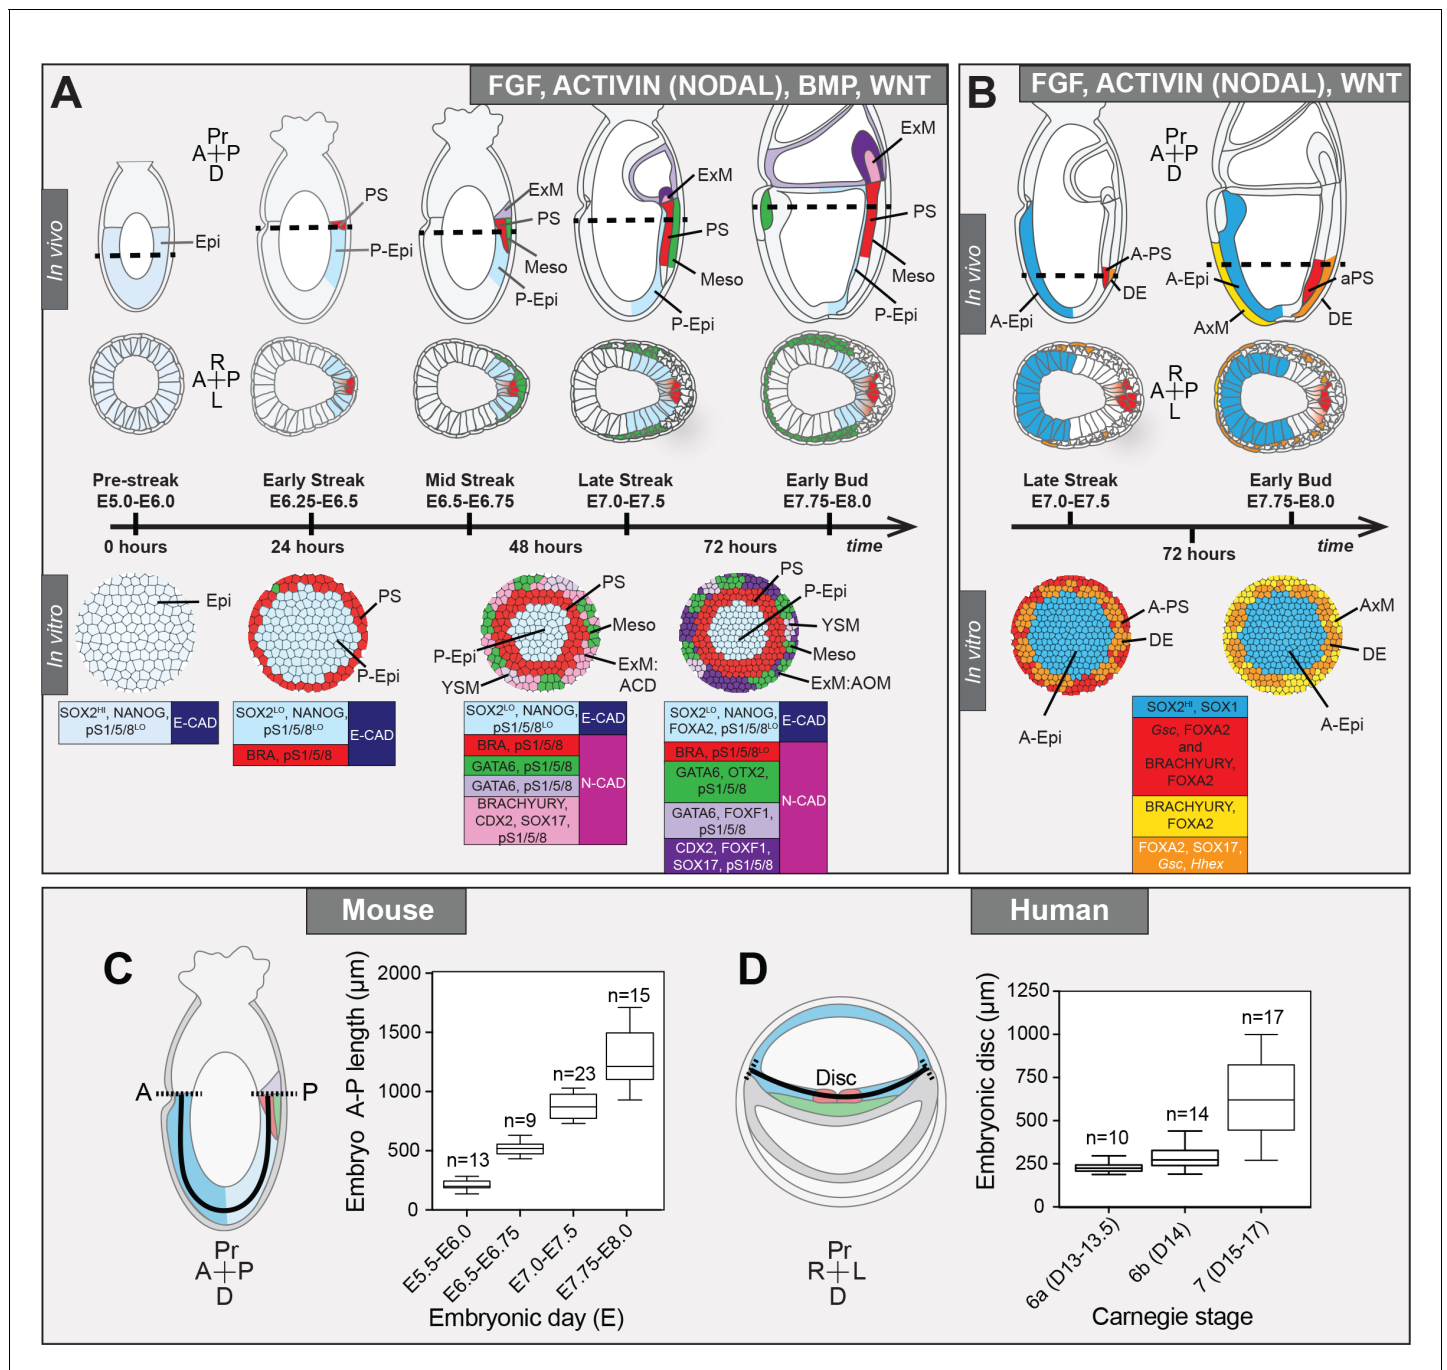 A
FGF, ACTIVIN (NODAL), BMP, WNT
In vivo
Pr
A P
D
Epi
PS
P-Epi
ExM
PS
Meso
P-Epi
ExM
PS
Meso
P-Epi
ExM
PS
Meso
P-Epi
R
A P
L
Pre-streak
E5.0-E6.0
Early Streak
E6.25-E6.5
Mid Streak
E6.5-E6.75
Late Streak
E7.0-E7.5
Early Bud
E7.75-E8.0
0 hours
24 hours
48 hours
72 hours
time
In vitro
Epi
PS
P-Epi
PS
Meso
P-Epi
YSM
ExM:
ACD
PS
P-Epi
YSM
Meso
ExM:AOM
SOX2HI, NANOG,
pS1/5/8LO
E-CAD
SOX2LO, NANOG,
pS1/5/8LO
BRA, pS1/5/8
E-CAD
SOX2LO, NANOG,
pS1/5/8LO
E-CAD
BRA, pS1/5/8
GATA6, pS1/5/8
GATA6, pS1/5/8
BRACHYURY,
CDX2, SOX17,
pS1/5/8
N-CAD
SOX2LO, NANOG,
FOXA2, pS1/5/8LO
E-CAD
BRA, pS1/5/8LO
GATA6, OTX2,
pS1/5/8
GATA6, FOXF1,
pS1/5/8
CDX2, FOXF1,
SOX17, pS1/5/8
N-CAD
B
FGF, ACTIVIN (NODAL), WNT
In vivo
Pr
A P
D
A-PS
DE
A-Epi
A-Epi
AxM
aPS
DE
R
A P
L
Late Streak
E7.0-E7.5
Early Bud
E7.75-E8.0
72 hours
time
In vitro
A-PS
DE
A-Epi
AxM
DE
A-Epi
SOX2HI, SOX1
Gsc, FOXA2
and
BRACHYURY,
FOXA2
BRACHYURY,
FOXA2
FOXA2, SOX17,
Gsc, Hhex
Mouse
C
A
P
Pr
A P
D
Embryo A-P length (μm)
2000
1500
1000
500
0
n=13
n=9
n=23
n=15
E5.5-E6.0
E6.5-E6.75
E7.0-E7.5
E7.75-E8.0
Embryonic day (E)
Human
D
Disc
Pr
R L
D
Embryonic disc (μm)
1250
1000
750
500
250
0
n=10
n=14
n=17
6a (D13-13.5)
6b (D14)
7 (D15-17)
Carnegie stage